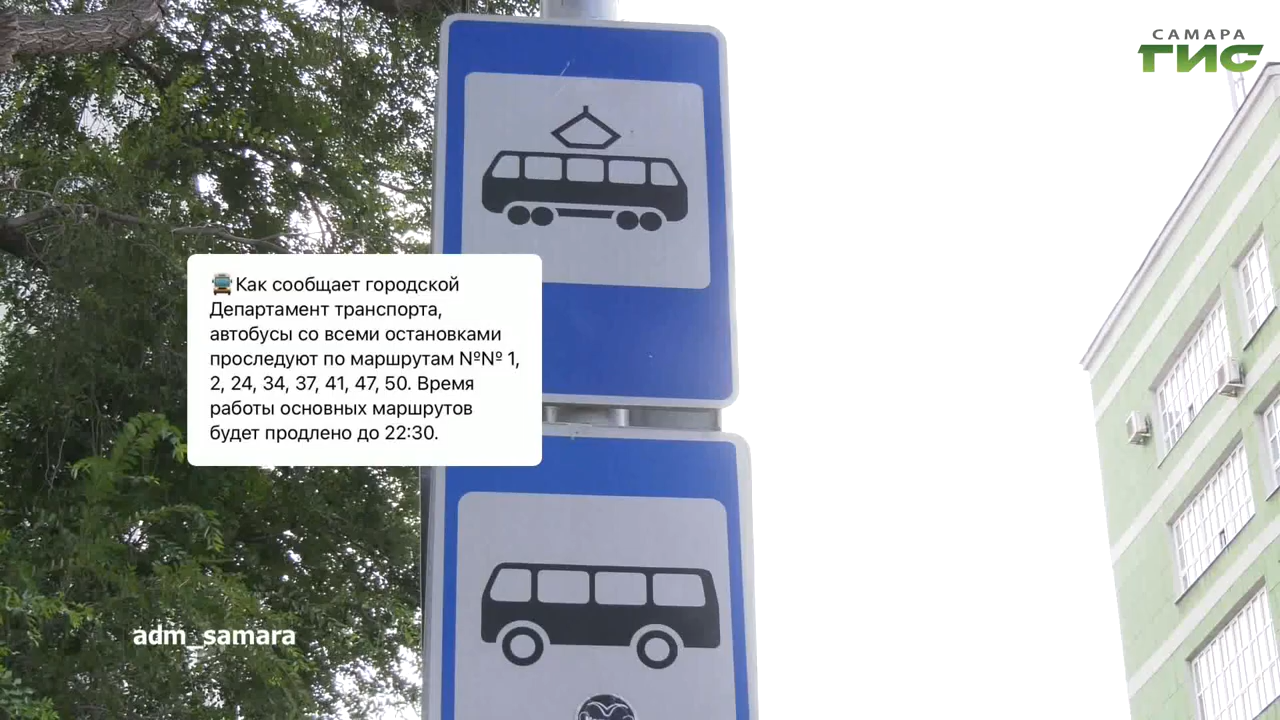 САМАРА
ГИС
🚍Как сообщает городской
Департамент транспорта,
автобусы со всеми остановками
проследуют по маршрутам №№ 1,
2, 24, 34, 37, 41, 47, 50. Время
работы основных маршрутов
будет продлено до 22:30.
adm_samara